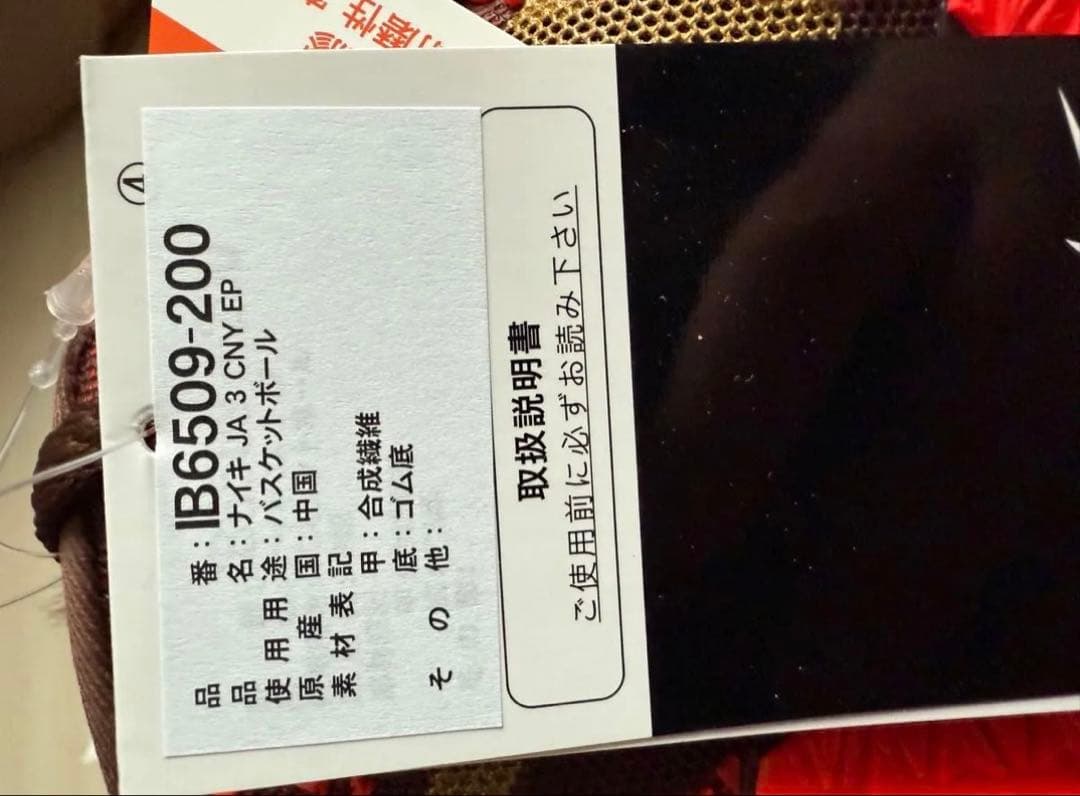 ④
品番：IB6509-200
品名：ナイキ JA 3 CNY EP
使用用途：バスケットボール
原産国：中国
素材表記
甲：合成繊維
底：ゴム底
その他：
取扱説明書
ご使用前に必ずお読み下さい